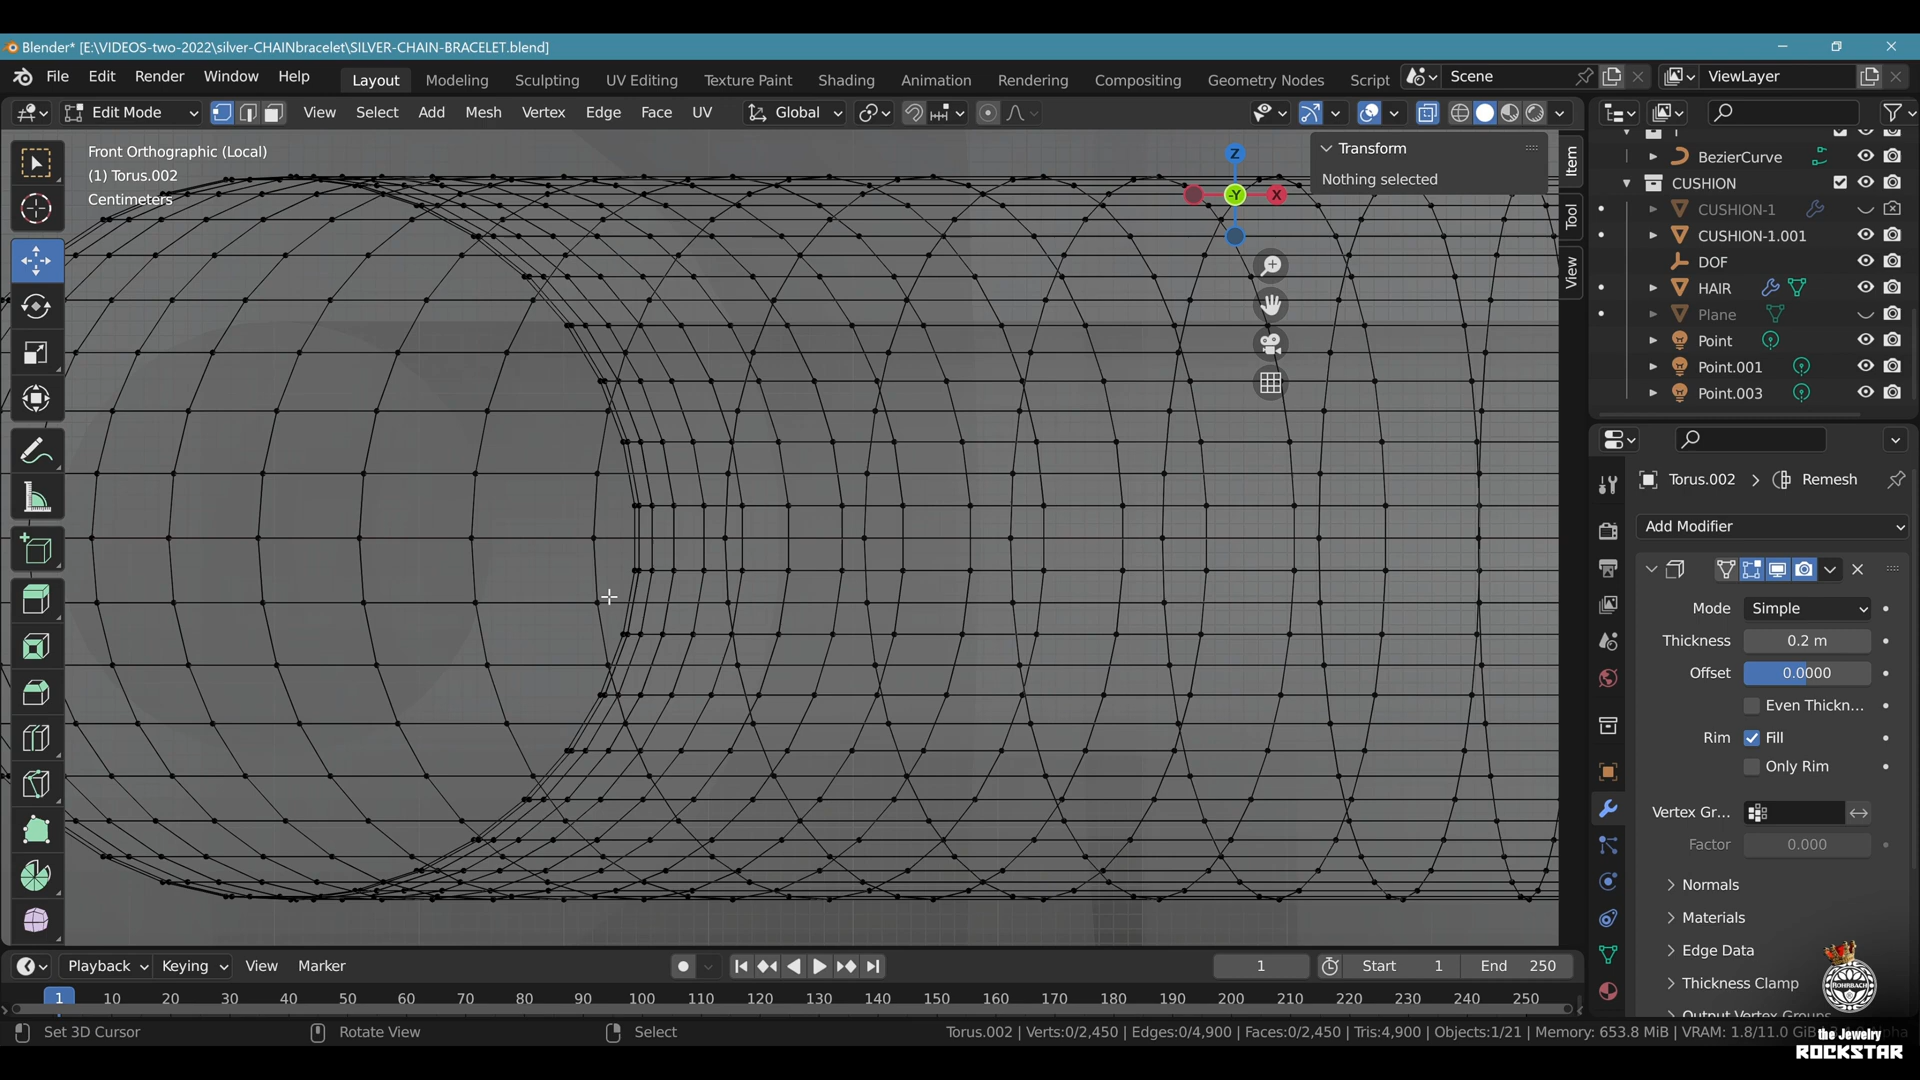 Blender* [E:\VIDEOS-two-2022\silver-CHAINbracelet\SILVER-CHAIN-BRACELET.blend]
File Edit Render Window Help Layout Modeling Sculpting UV Editing Texture Paint Shading Animation Rendering Compositing Geometry Nodes Script Scene ViewLayer
Edit Mode View Select Add Mesh Vertex Edge Face UV Global
Front Orthographic (Local)
(1) Torus.002
Centimeters
Z
-Y
X
Transform
Nothing selected
Item
Tool
View
BezierCurve
CUSHION
CUSHION-1
CUSHION-1.001
DOF
HAIR
Plane
Point
Point.001
Point.003
Torus.002 > Remesh
Add Modifier
Mode Simple
Thickness 0.2 m
Offset 0.0000
Even Thickn...
Rim Fill
Only Rim
Vertex Gr...
Factor 0.000
Normals
Materials
Edge Data
Thickness Clamp
Output Vertex Groups
Playback Keying View Marker 1 Start 1 End 250
1 10 20 30 40 50 60 70 80 90 100 110 120 130 140 150 160 170 180 190 200 210 220 230 240 250
Set 3D Cursor Rotate View Select Torus.002 | Verts:0/2,450 | Edges:0/4,900 | Faces:0/2,450 | Tris:4,900 | Objects:1/21 | Memory: 653.8 MiB | VRAM: 1.8/11.0 GiB
ROHRBACH
the Jewelry
ROCKSTAR